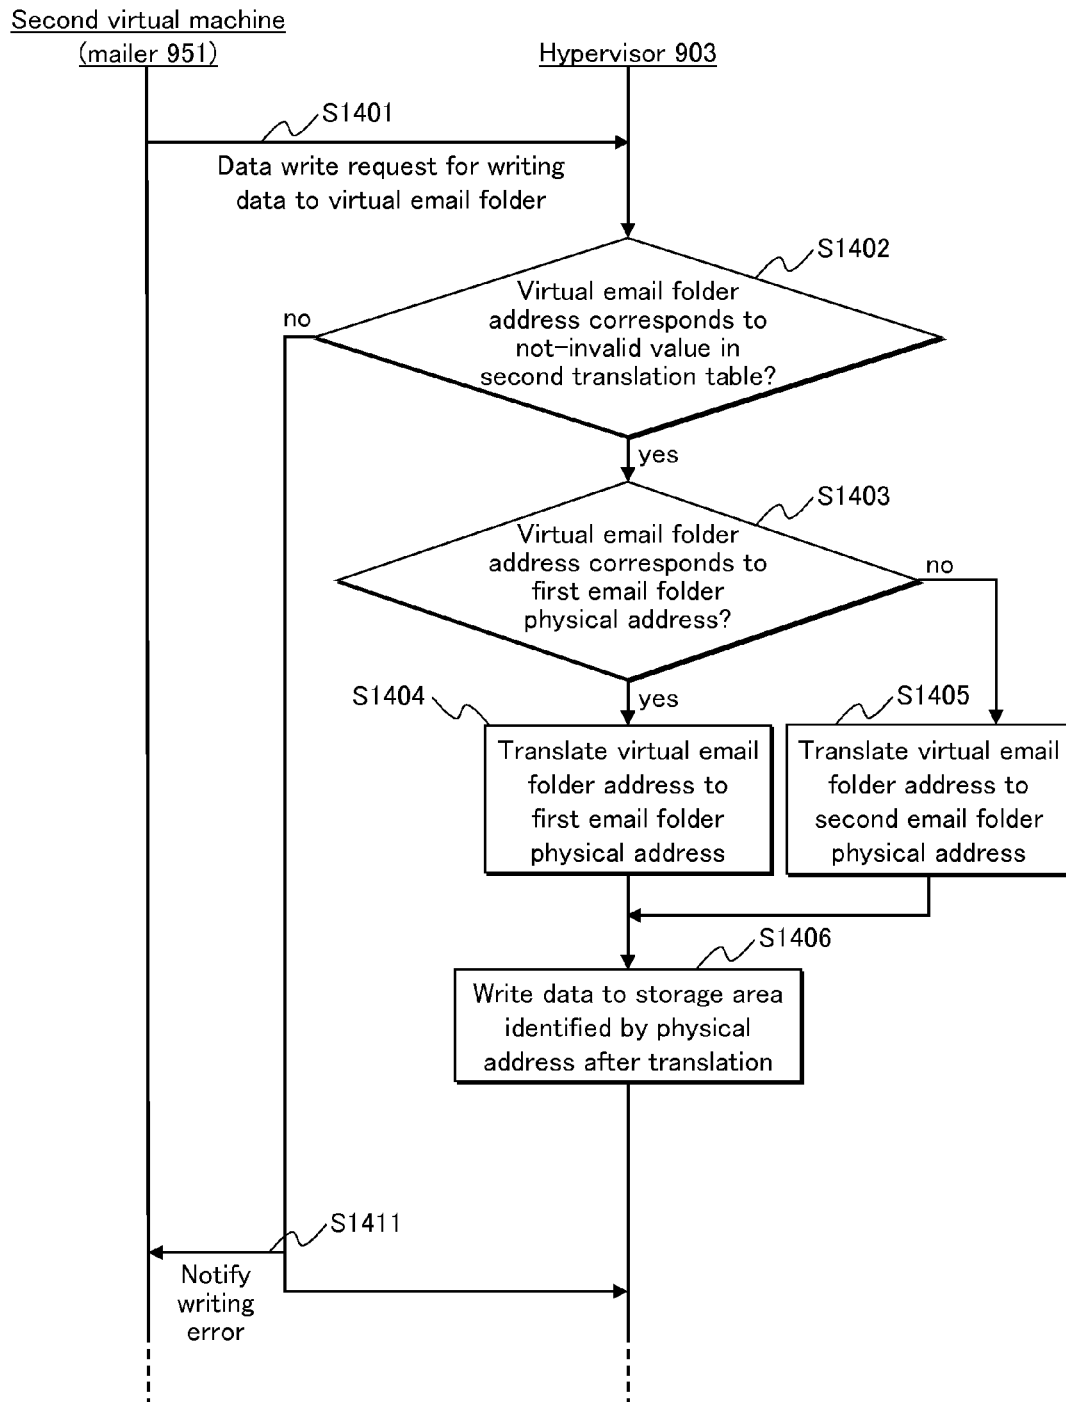 Second virtual machine
(mailer 951)
Hypervisor 903
S1401
Data write request for writing
data to virtual email folder
S1402
Virtual email folder
address corresponds to
not-invalid value in
second translation table?
no
yes
S1403
Virtual email folder
address corresponds to
first email folder
physical address?
no
yes
S1404
Translate virtual email
folder address to
first email folder
physical address
S1405
Translate virtual email
folder address to
second email folder
physical address
S1406
Write data to storage area
identified by physical
address after translation
S1411
Notify
writing
error